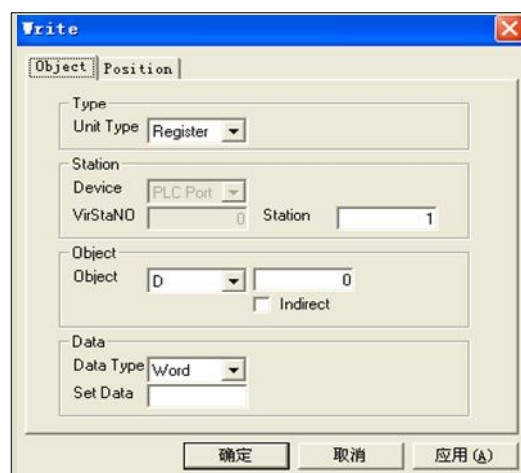 Write
Object Position
Type
Unit Type Register
Station
Device PLC Port
VirStaNO 0 Station 1
Object
Object D 0
Indirect
Data
Data Type Word
Set Data
确定 取消 应用(A)